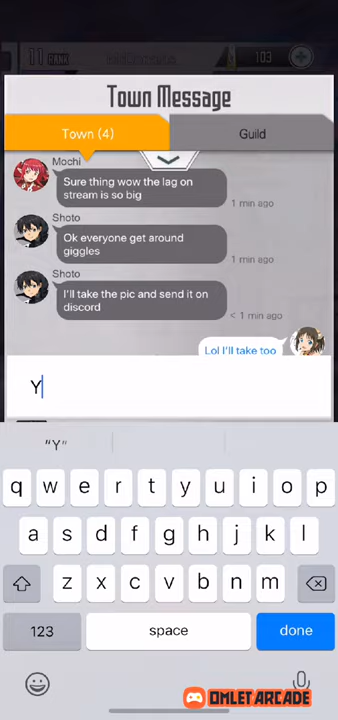 11 RANK
103
Town Message
Town (4)
Guild
Mochi
Sure thing wow the lag on
stream is so big
1 min ago
Shoto
Ok everyone get around
giggles
1 min ago
Shoto
I'll take the pic and send it on
discord
< 1 min ago
Lol I'll take too
Y
"Y"
q w e r t y u i o p
a s d f g h j k l
z x c v b n m
123
space
done
OMLET ARCADE